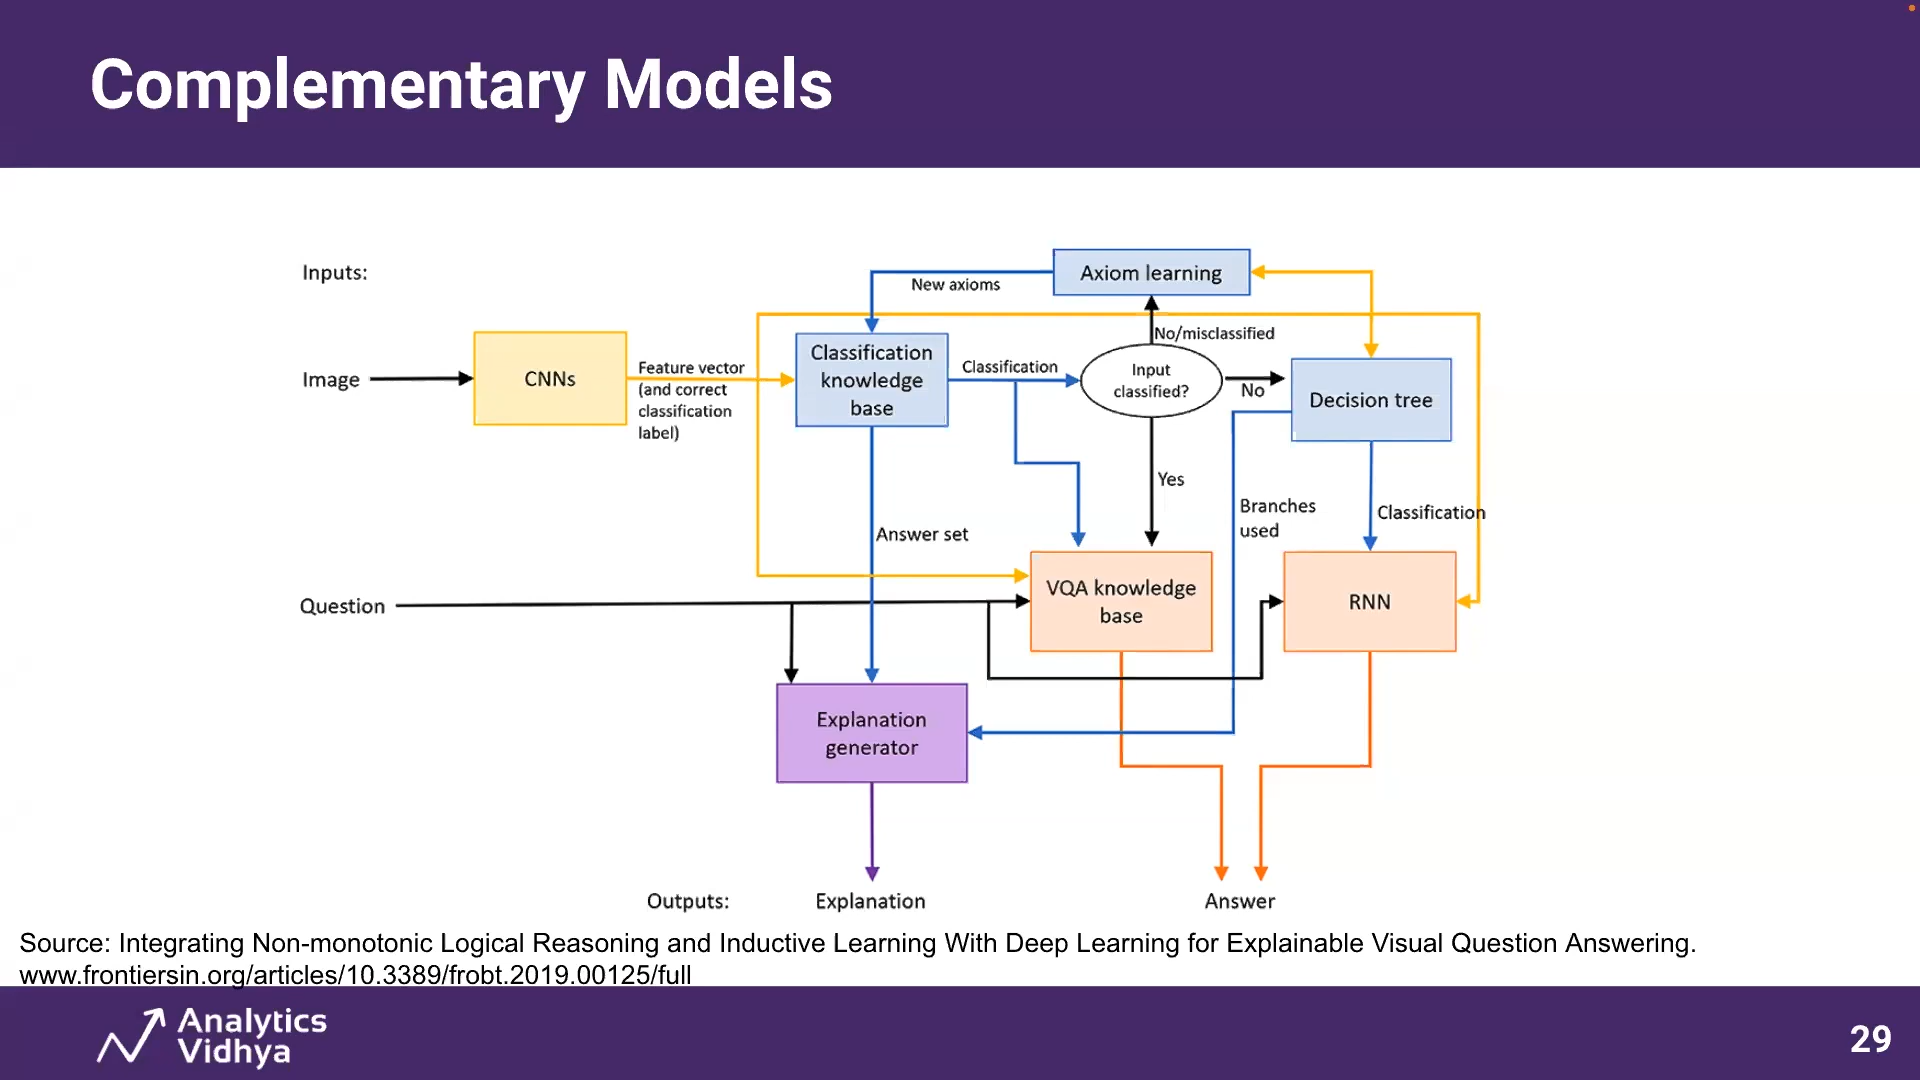 Complementary Models
Inputs:
Axiom learning
New axioms
No/misclassified
Image
CNNs
Feature vector
(and correct
classification
label)
Classification
knowledge
base
Classification
Input
classified?
No
Decision tree
Yes
Branches
used
Classification
Answer set
Question
VQA knowledge
base
RNN
Explanation
generator
Outputs:
Explanation
Answer
Source: Integrating Non-monotonic Logical Reasoning and Inductive Learning With Deep Learning for Explainable Visual Question Answering.
www.frontiersin.org/articles/10.3389/frobt.2019.00125/full
Analytics
Vidhya
29